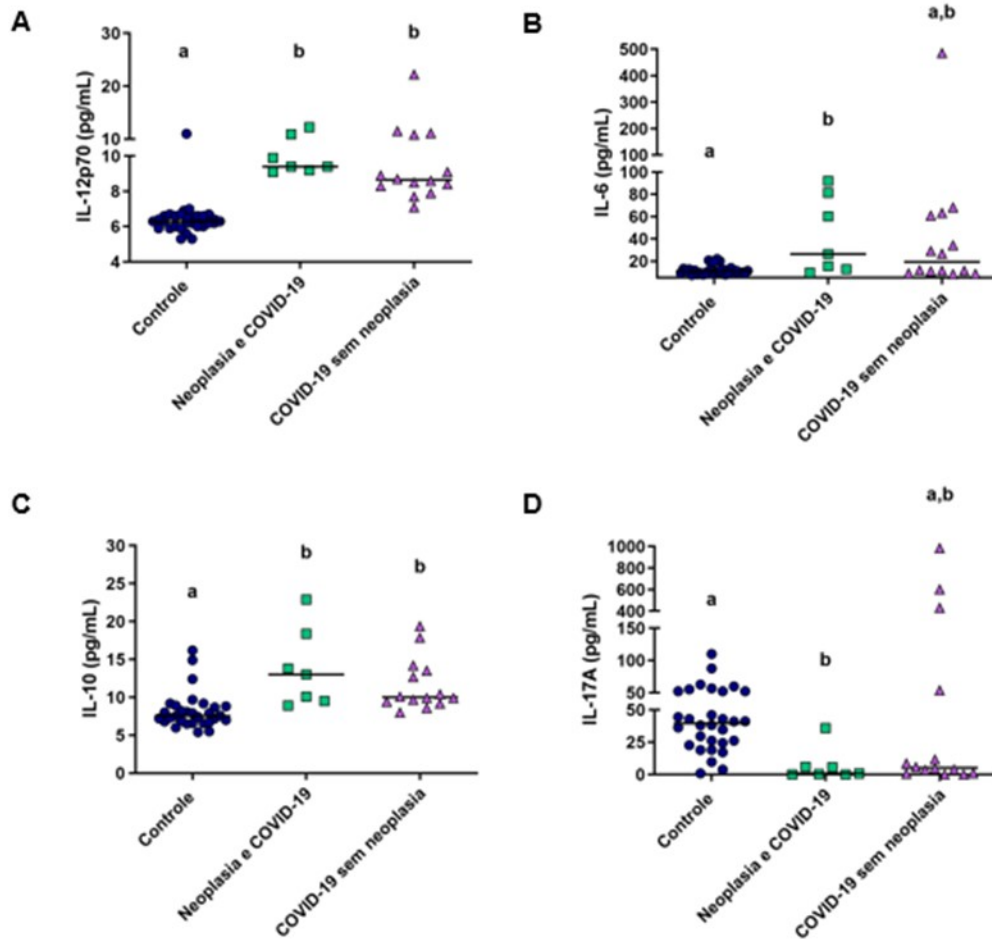 A
IL-12p70 (pg/mL)
30
20
10
10
8
6
4
a
b
b
Controle
Neoplasia e COVID-19
COVID-19 sem neoplasia
B
IL-6 (pg/mL)
500
400
300
200
100
100
80
60
40
20
a
b
a,b
Controle
Neoplasia e COVID-19
COVID-19 sem neoplasia
C
IL-10 (pg/mL)
30
25
20
15
10
5
0
a
b
b
Controle
Neoplasia e COVID-19
COVID-19 sem neoplasia
D
IL-17A (pg/mL)
1000
800
600
400
150
100
50
50
25
0
a
b
a,b
Controle
Neoplasia e COVID-19
COVID-19 sem neoplasia